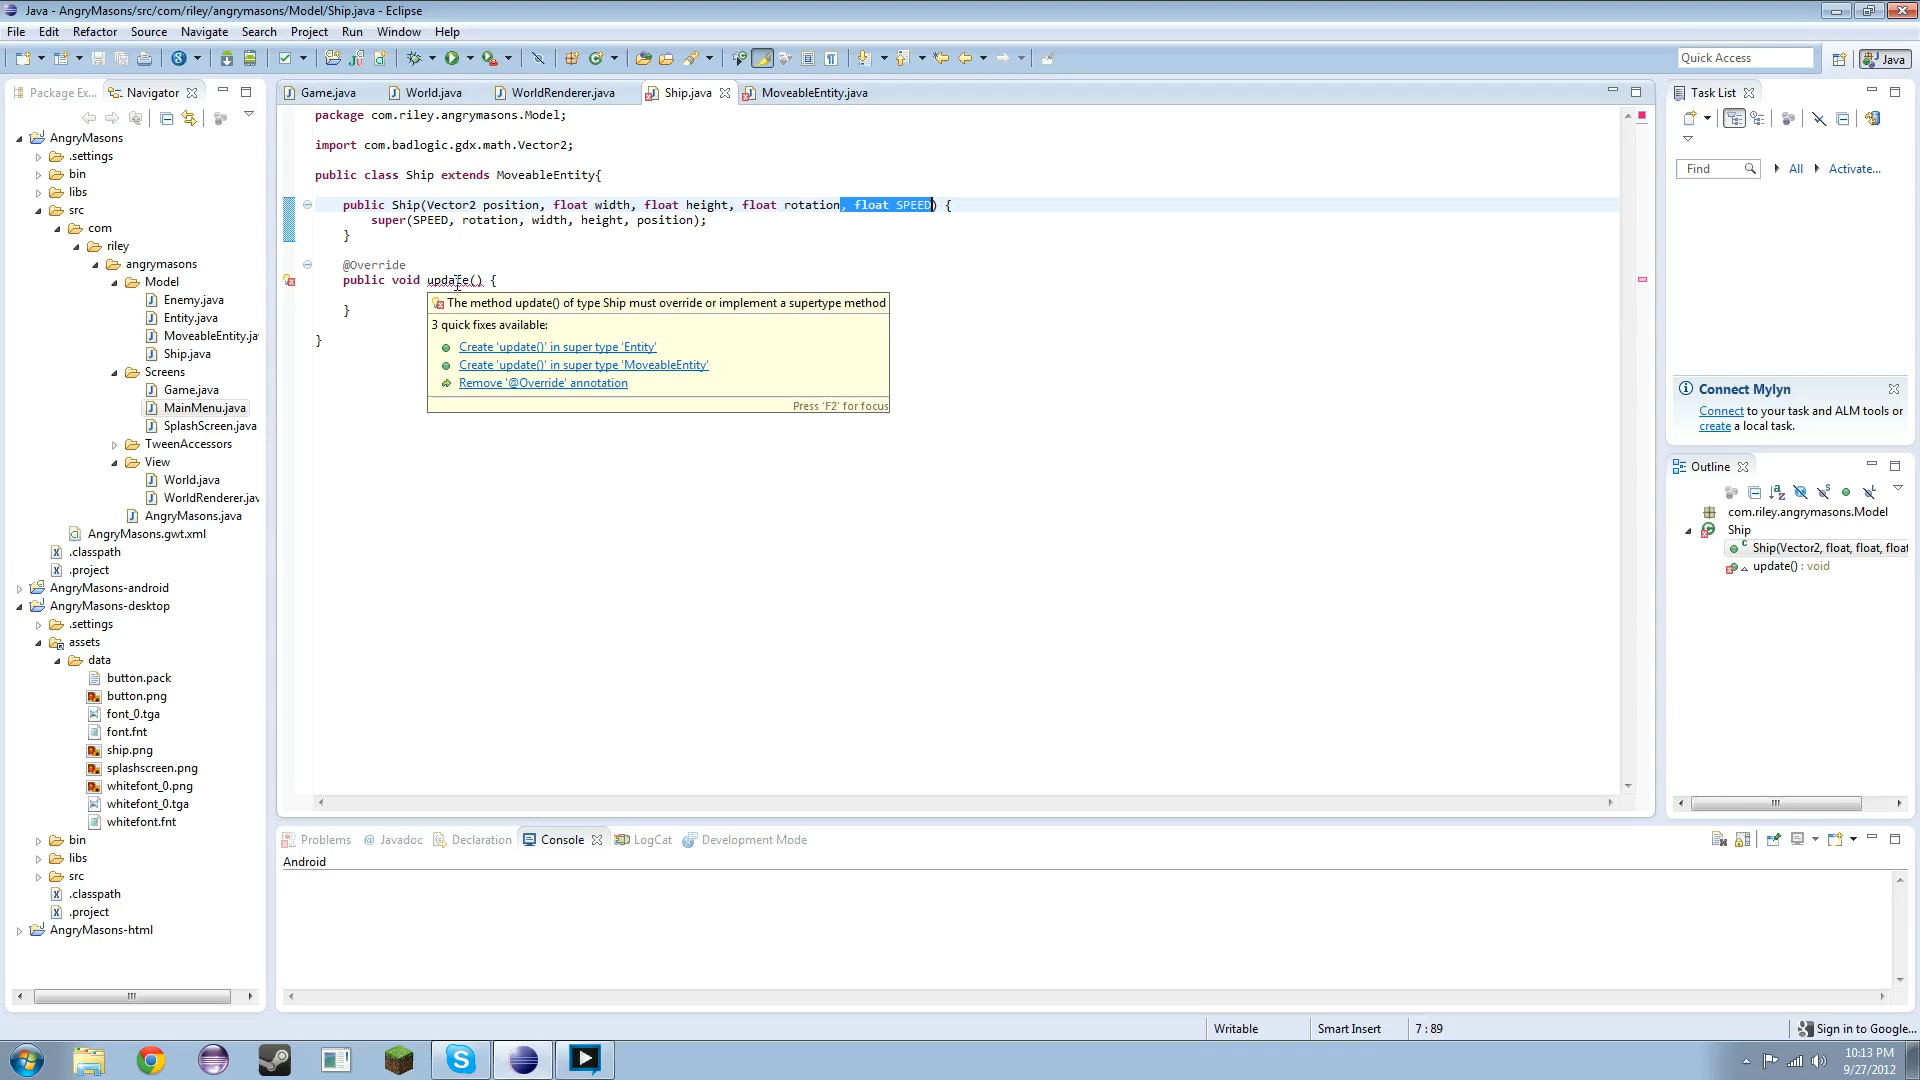 Java - AngryMasons/src/com/riley/angrymasons/Model/Ship.java - Eclipse
File Edit Refactor Source Navigate Search Project Run Window Help
Quick Access
Java
Package Ex...
Navigator
AngryMasons
.settings
bin
libs
src
com
riley
angrymasons
Model
Enemy.java
Entity.java
MoveableEntity.ja
Ship.java
Screens
Game.java
MainMenu.java
SplashScreen.java
TweenAccessors
View
World.java
WorldRenderer.jav
AngryMasons.java
AngryMasons.gwt.xml
.classpath
.project
AngryMasons-android
AngryMasons-desktop
.settings
assets
data
button.pack
button.png
font_0.tga
font.fnt
ship.png
splashscreen.png
whitefont_0.png
whitefont_0.tga
whitefont.fnt
bin
libs
src
.classpath
.project
AngryMasons-html
Game.java World.java WorldRenderer.java Ship.java MoveableEntity.java
package com.riley.angrymasons.Model;
import com.badlogic.gdx.math.Vector2;
public class Ship extends MoveableEntity{
public Ship(Vector2 position, float width, float height, float rotation, float SPEED) {
super(SPEED, rotation, width, height, position);
}
@Override
public void update() {
}
}
The method update() of type Ship must override or implement a supertype method
3 quick fixes available:
Create 'update()' in super type 'Entity'
Create 'update()' in super type 'MoveableEntity'
Remove '@Override' annotation
Press 'F2' for focus
Task List
Find
All
Activate...
Connect Mylyn
Connect to your task and ALM tools or
create a local task.
Outline
com.riley.angrymasons.Model
Ship
Ship(Vector2, float, float, float
update() : void
Problems Javadoc Declaration Console LogCat Development Mode
Android
Writable Smart Insert 7 : 89
Sign in to Google...
10:13 PM
9/27/2012